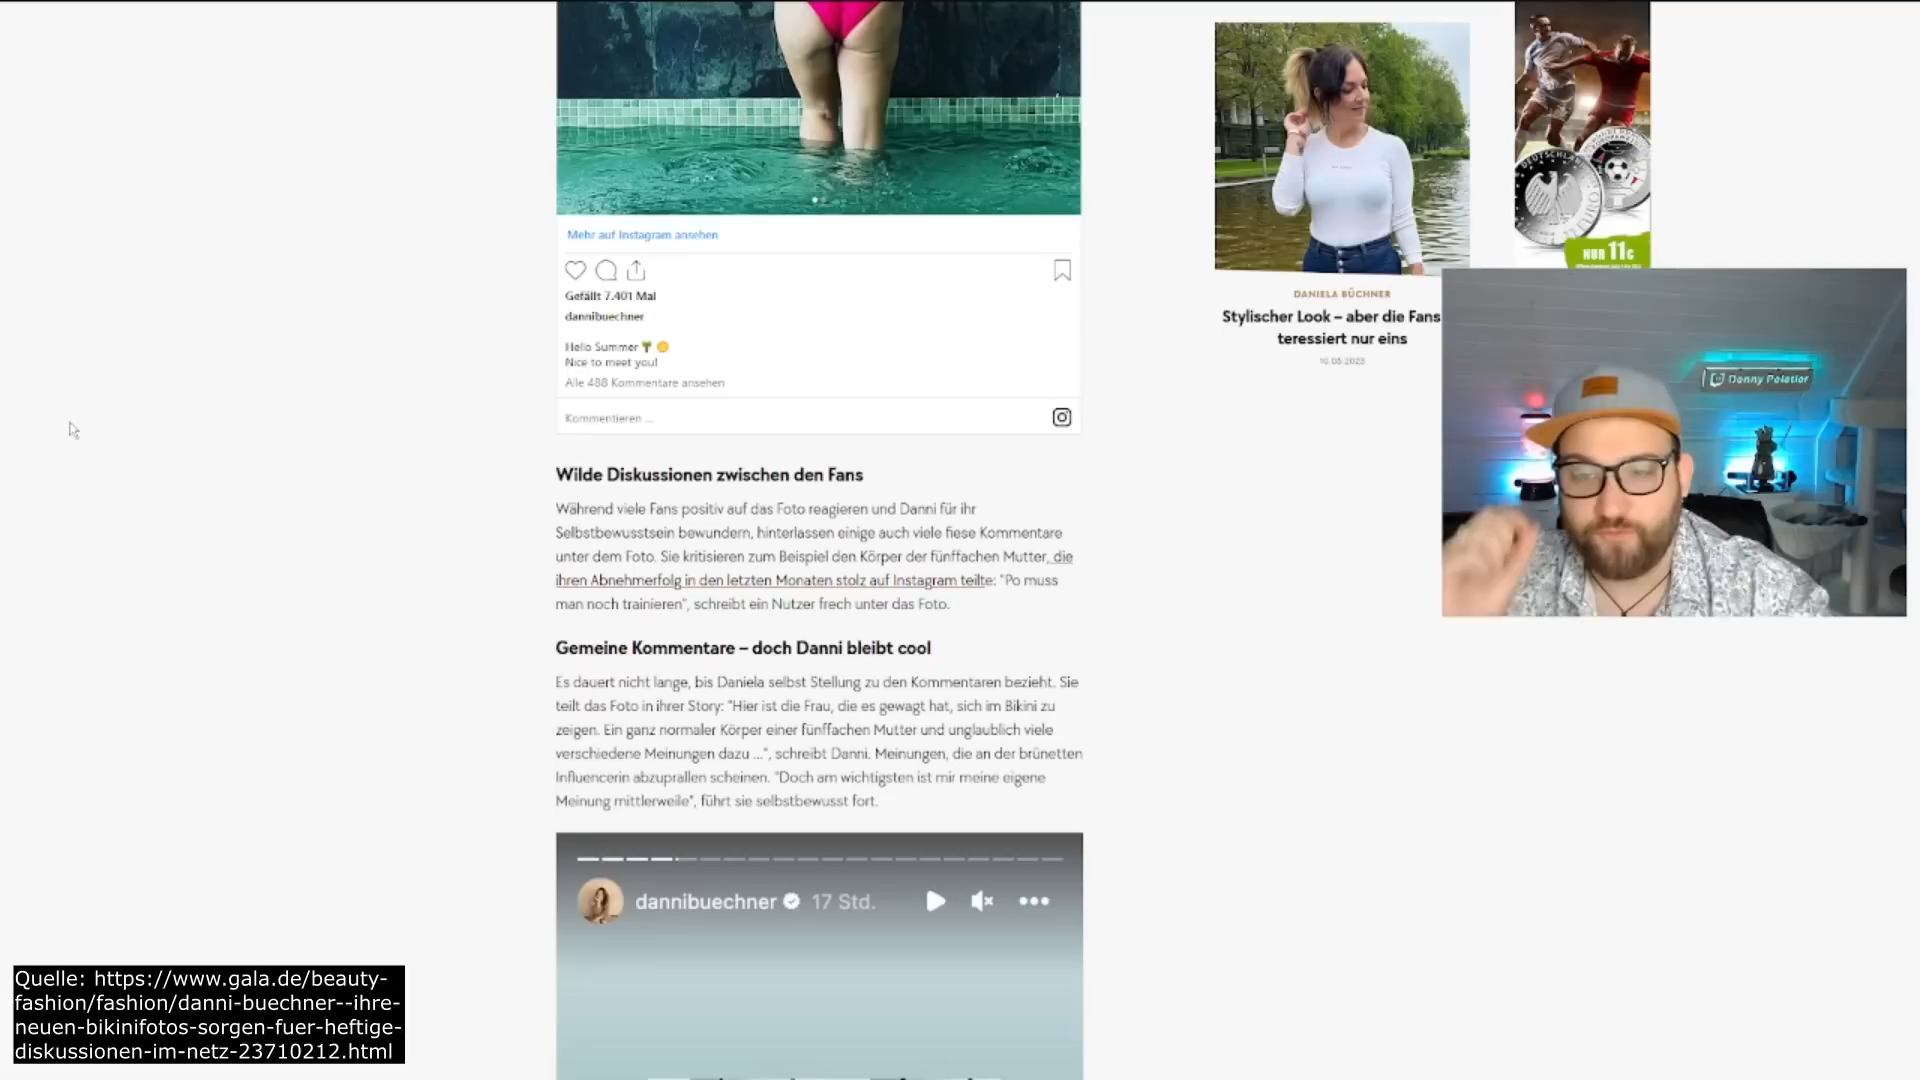 Mehr auf Instagram ansehen
Gefällt 7.401 Mal
dannibuechner
Hello Summer 🌴 🌞
Nice to meet you!
Alle 488 Kommentare ansehen
Kommentieren ...
Wilde Diskussionen zwischen den Fans
Während viele Fans positiv auf das Foto reagieren und Danni für ihr
Selbstbewusstsein bewundern, hinterlassen einige auch viele fiese Kommentare
unter dem Foto. Sie kritisieren zum Beispiel den Körper der fünffachen Mutter, die
ihren Abnehmerfolg in den letzten Monaten stolz auf Instagram teilte: "Po muss
man noch trainieren", schreibt ein Nutzer frech unter das Foto.
Gemeine Kommentare – doch Danni bleibt cool
Es dauert nicht lange, bis Daniela selbst Stellung zu den Kommentaren bezieht. Sie
teilt das Foto in ihrer Story: "Hier ist die Frau, die es gewagt hat, sich im Bikini zu
zeigen. Ein ganz normaler Körper einer fünffachen Mutter und unglaublich viele
verschiedene Meinungen dazu ...", schreibt Danni. Meinungen, die an der brünetten
Influencerin abzuprallen scheinen. "Doch am wichtigsten ist mir meine eigene
Meinung mittlerweile", führt sie selbstbewusst fort.
dannibuechner 17 Std.
DANIELA BÜCHNER
Stylischer Look – aber die Fans
teressiert nur eins
10.05.2023
DEUTSCHLA
NUR 11€
Danny Polatior
Quelle: https://www.gala.de/beauty-
fashion/fashion/danni-buechner--ihre-
neuen-bikinifotos-sorgen-fuer-heftige-
diskussionen-im-netz-23710212.html